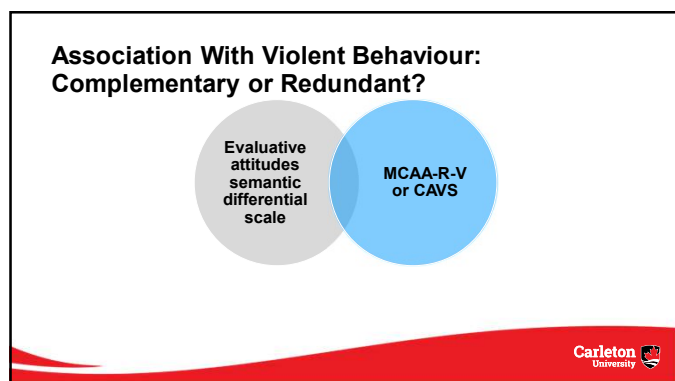 Association With Violent Behaviour:
Complementary or Redundant?
Evaluative
attitudes
semantic
differential
scale
MCAA-R-V
or CAVS
Carleton
University